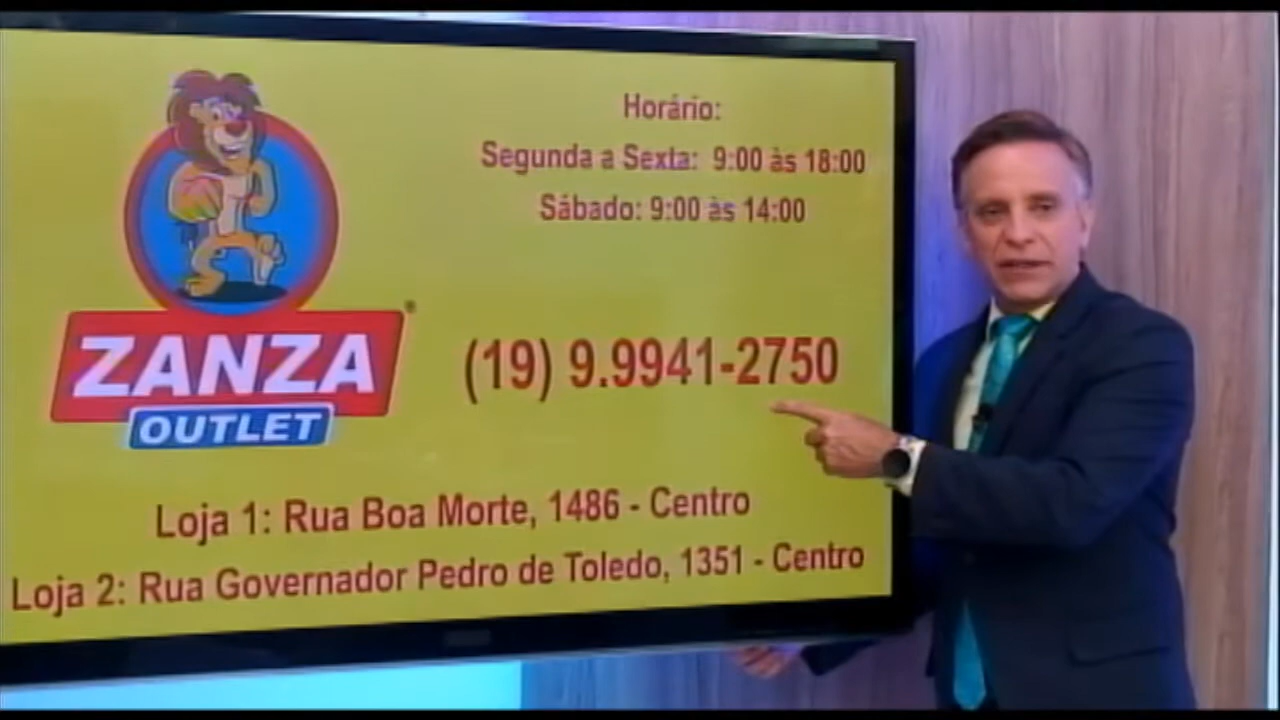 Horário:
Segunda a Sexta: 9:00 às 18:00
Sábado: 9:00 às 14:00
ZANZA
OUTLET
(19) 9.9941-2750
Loja 1: Rua Boa Morte, 1486 - Centro
Loja 2: Rua Governador Pedro de Toledo, 1351 - Centro